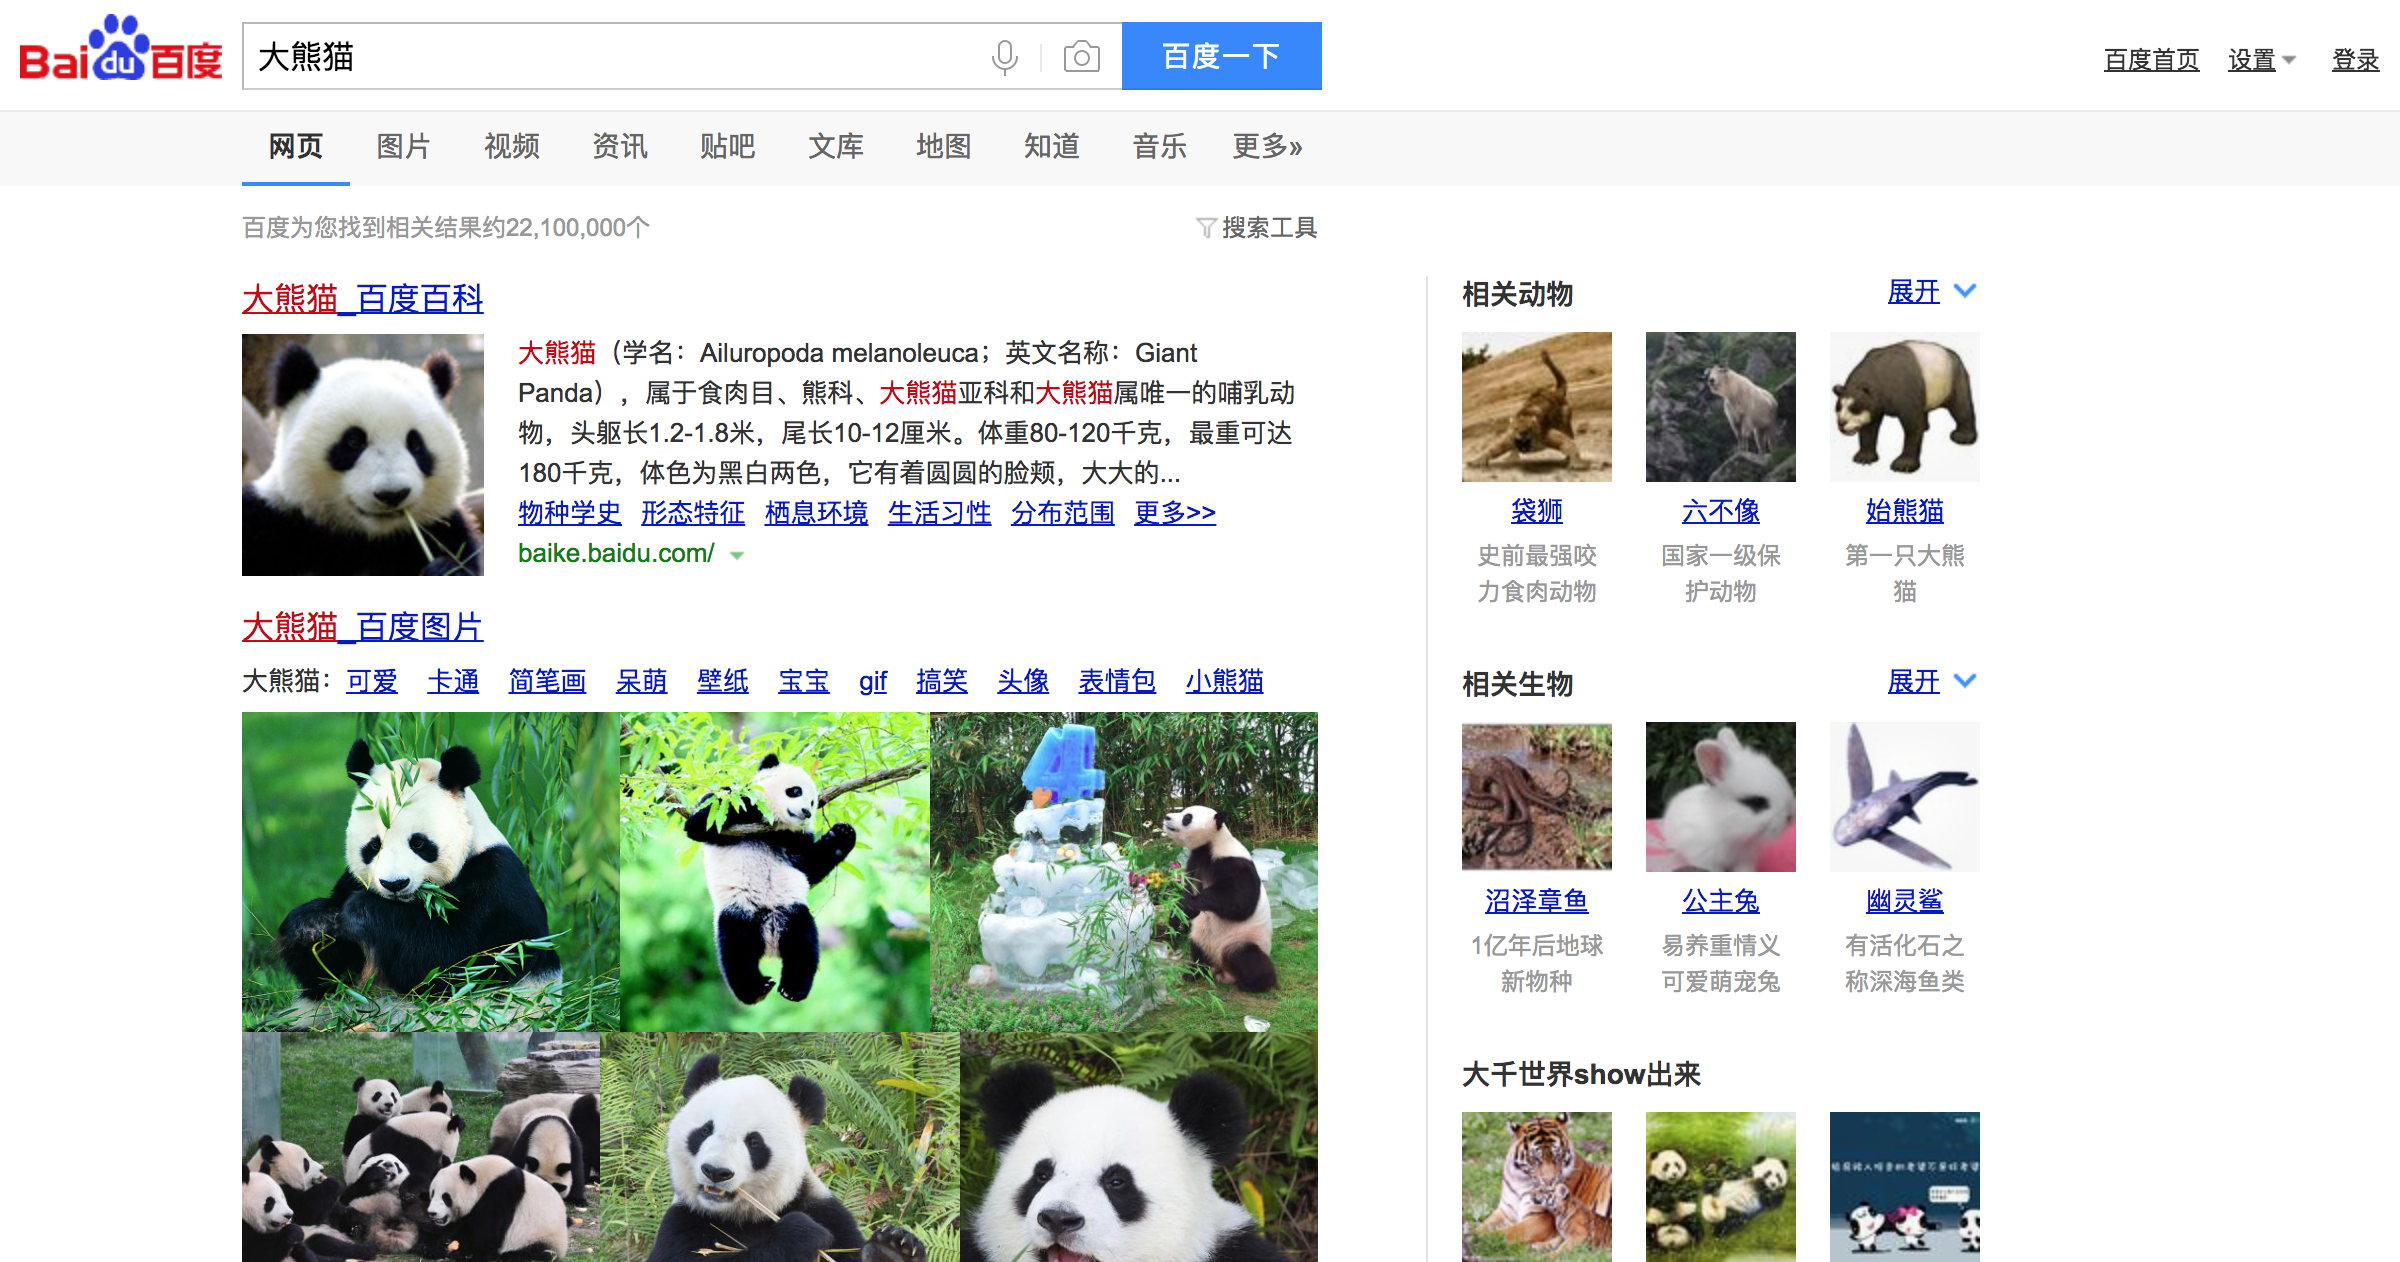 Bai du 百度
大熊猫
百度一下
百度首页 设置 登录
网页 图片 视频 资讯 贴吧 文库 地图 知道 音乐 更多»
百度为您找到相关结果约22,100,000个
搜索工具
大熊猫_百度百科
大熊猫（学名：Ailuropoda melanoleuca；英文名称：Giant
Panda），属于食肉目、熊科、大熊猫亚科和大熊猫属唯一的哺乳动
物，头躯长1.2-1.8米，尾长10-12厘米。体重80-120千克，最重可达
180千克，体色为黑白两色，它有着圆圆的脸颊，大大的...
物种学史 形态特征 栖息环境 生活习性 分布范围 更多>>
baike.baidu.com/
大熊猫_百度图片
大熊猫： 可爱 卡通 简笔画 呆萌 壁纸 宝宝 gif 搞笑 头像 表情包 小熊猫
4
相关动物 展开
袋狮 六不像 始熊猫
史前最强咬 国家一级保 第一只大熊
力食肉动物 护动物 猫
相关生物 展开
沼泽章鱼 公主兔 幽灵鲨
1亿年后地球 易养重情义 有活化石之
新物种 可爱萌宠兔 称深海鱼类
大千世界show出来